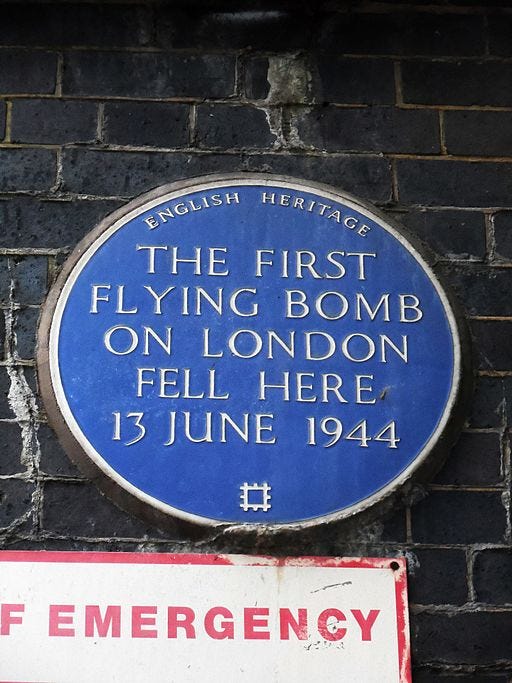 ENGLISH HERITAGE
THE FIRST
FLYING BOMB
ON LONDON
FELL HERE
13 JUNE 1944
F EMERGENCY